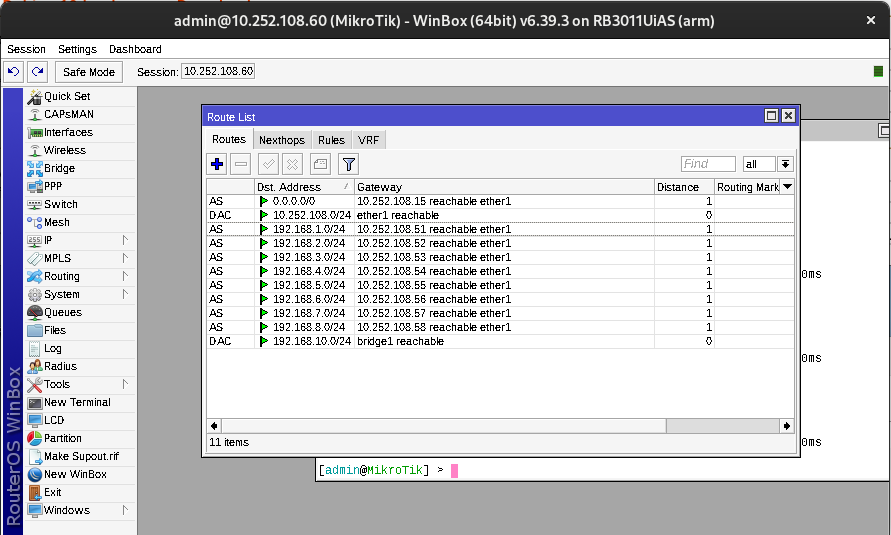 admin@10.252.108.60 (MikroTik) - WinBox (64bit) v6.39.3 on RB3011UiAS (arm)
Session Settings Dashboard
Safe Mode Session: 10.252.108.60
Quick Set
CAPsMAN
Interfaces
Wireless
Bridge
PPP
Switch
Mesh
IP
MPLS
Routing
System
Queues
Files
Log
Radius
Tools
New Terminal
LCD
Partition
Make Supout.rif
New WinBox
Exit
Windows
RouterOS WinBox
Route List
Routes Nexthops Rules VRF
Find all
Dst. Address Gateway Distance Routing Mark
AS 0.0.0.0/0 10.252.108.15 reachable ether1 1
DAC 10.252.108.0/24 ether1 reachable 0
AS 192.168.1.0/24 10.252.108.51 reachable ether1 1
AS 192.168.2.0/24 10.252.108.52 reachable ether1 1
AS 192.168.3.0/24 10.252.108.53 reachable ether1 1
AS 192.168.4.0/24 10.252.108.54 reachable ether1 1
AS 192.168.5.0/24 10.252.108.55 reachable ether1 1
AS 192.168.6.0/24 10.252.108.56 reachable ether1 1
AS 192.168.7.0/24 10.252.108.57 reachable ether1 1
AS 192.168.8.0/24 10.252.108.58 reachable ether1 1
DAC 192.168.10.0/24 bridge1 reachable 0
11 items
0ms
0ms
0ms
[admin@MikroTik] >